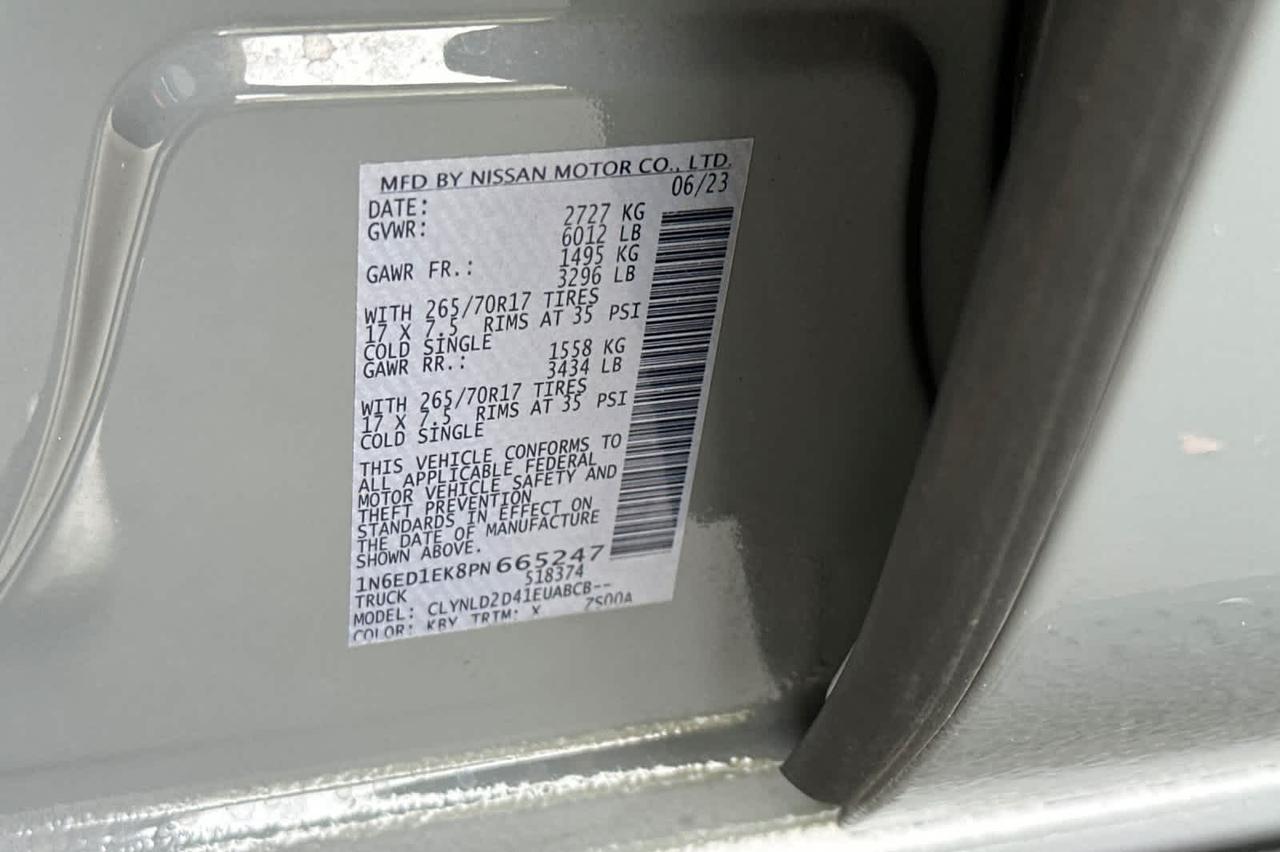 MFD BY NISSAN MOTOR CO., LTD.
DATE: 06/23
GVWR: 2727 KG
6012 LB
GAWR FR.: 1495 KG
3296 LB
WITH 265/70R17 TIRES
17 X 7.5 RIMS AT 35 PSI
COLD SINGLE
GAWR RR.: 1558 KG
3434 LB
WITH 265/70R17 TIRES
17 X 7.5 RIMS AT 35 PSI
COLD SINGLE
THIS VEHICLE CONFORMS TO
ALL APPLICABLE FEDERAL
MOTOR VEHICLE SAFETY AND
THEFT PREVENTION
STANDARDS IN EFFECT ON
THE DATE OF MANUFACTURE
SHOWN ABOVE.
1N6ED1EK8PN665247
TRUCK 518374
MODEL: CLYNLD2D41EUABCB--
COLOR: KBY TRTM: X ZS00A